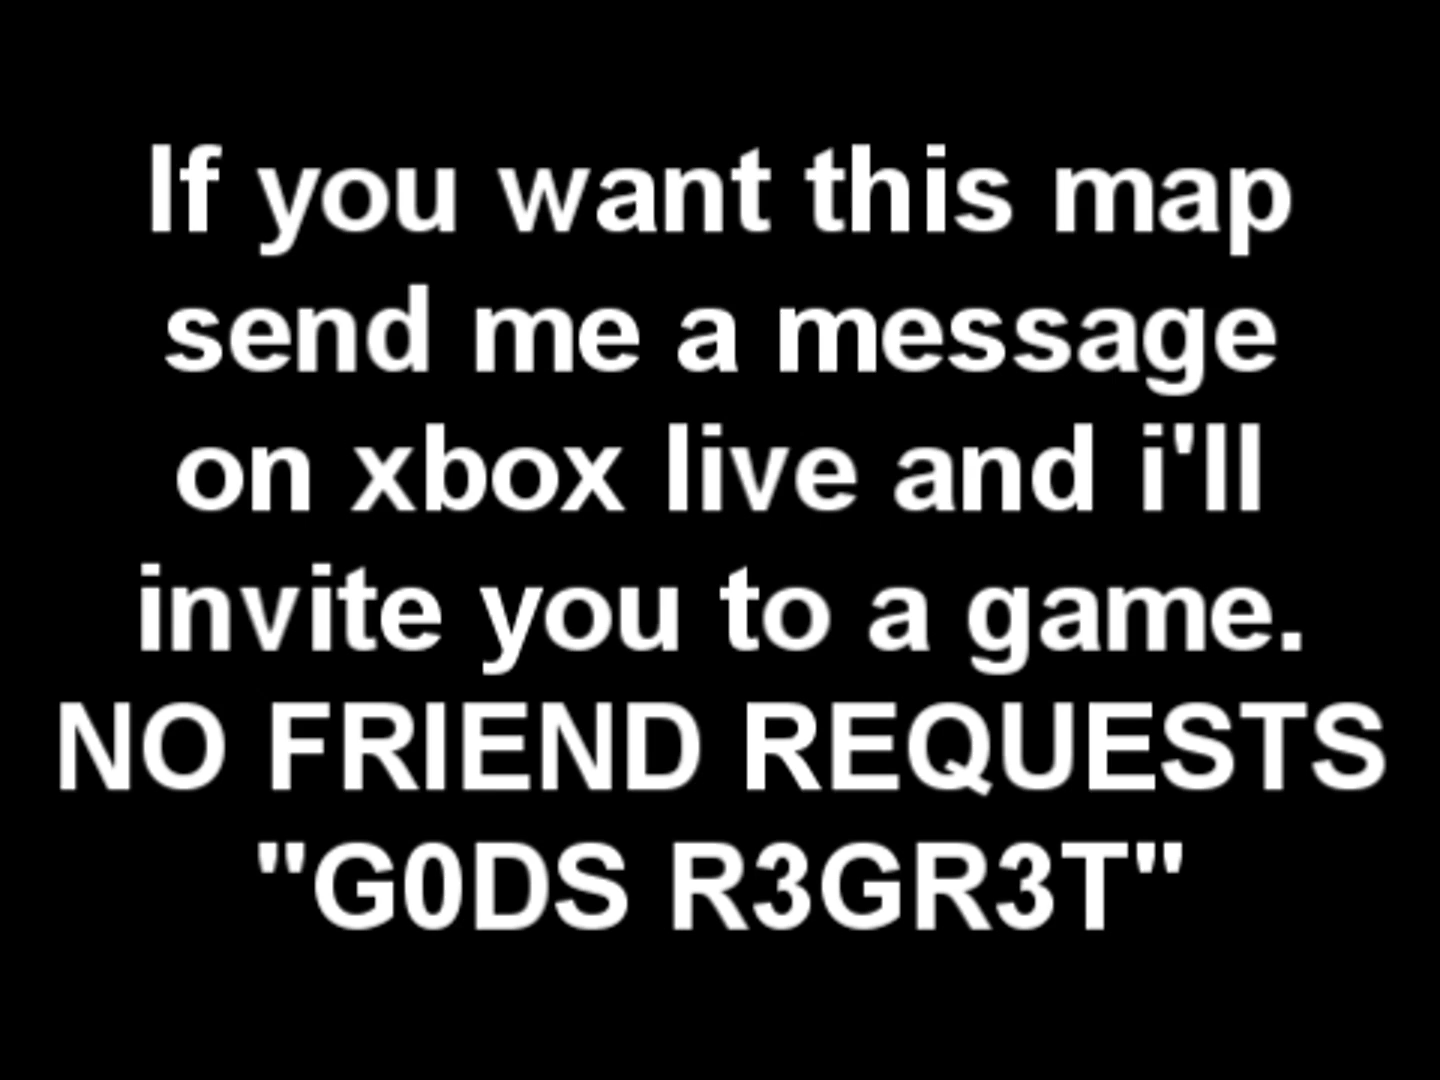 If you want this map
send me a message
on xbox live and i'll
invite you to a game.
NO FRIEND REQUESTS
"G0DS R3GR3T"